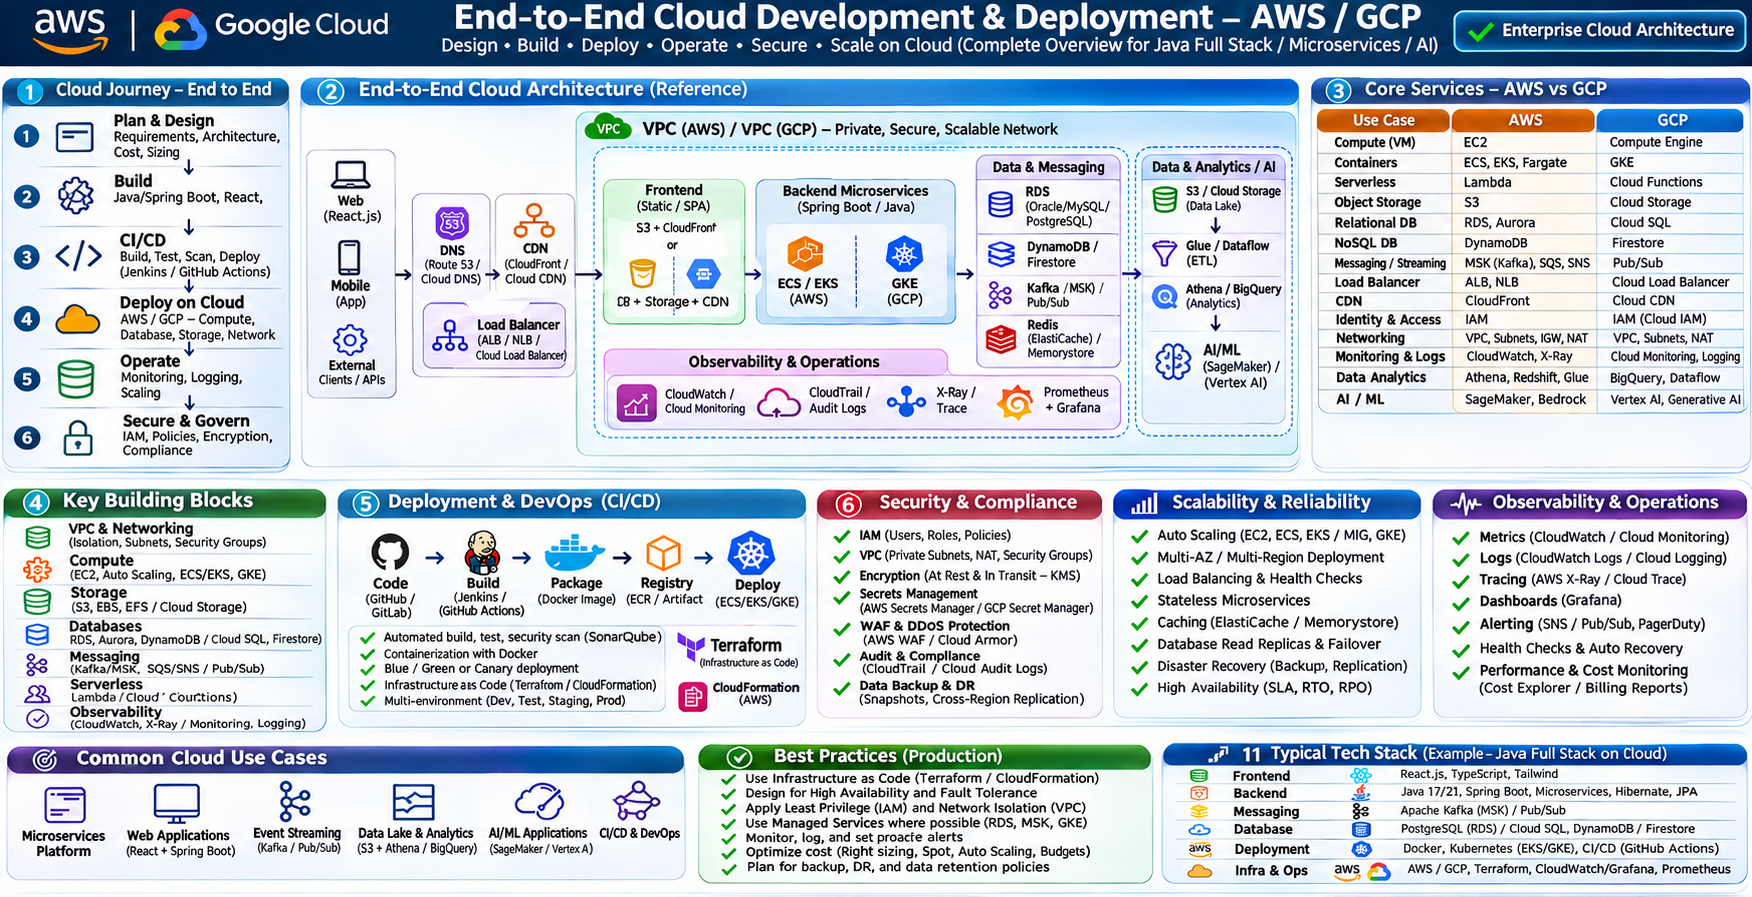 aws
Google Cloud
End-to-End Cloud Development & Deployment – AWS / GCP
Design • Build • Deploy • Operate • Secure • Scale on Cloud (Complete Overview for Java Full Stack / Microservices / AI)
Enterprise Cloud Architecture
1 Cloud Journey – End to End
1 Plan & Design
Requirements, Architecture,
Cost, Sizing
2 Build
Java/Spring Boot, React,
3 CI/CD
Build, Test, Scan, Deploy
(Jenkins / GitHub Actions)
4 Deploy on Cloud
AWS / GCP – Compute,
Database, Storage, Network
5 Operate
Monitoring, Logging,
Scaling
6 Secure & Govern
IAM, Policies, Encryption,
Compliance
2 End-to-End Cloud Architecture (Reference)
Web
(React.js)
Mobile
(App)
External
Clients / APIs
53
DNS
(Route 53 /
Cloud DNS)
CDN
(CloudFront /
Cloud CDN)
Load Balancer
(ALB / NLB /
Cloud Load Balancer)
VPC
VPC (AWS) / VPC (GCP) – Private, Secure, Scalable Network
Frontend
(Static / SPA)
S3 + CloudFront
or
+ Storage + CDN
Backend Microservices
(Spring Boot / Java)
ECS / EKS
(AWS)
GKE
(GCP)
Data & Messaging
RDS
(Oracle/MySQL/
PostgreSQL)
DynamoDB /
Firestore
Kafka /MSK) /
Pub/Sub
Redis
(ElastiCache) /
Memorystore
Data & Analytics / AI
S3 / Cloud Storage
(Data Lake)
Glue / Dataflow
(ETL)
Athena / BigQuery
(Analytics)
AI/ML
(SageMaker) /
(Vertex AI)
Observability & Operations
CloudWatch /
Cloud Monitoring
CloudTrail /
Audit Logs
X-Ray /
Trace
Prometheus
+ Grafana
3 Core Services – AWS vs GCP
Use Case AWS GCP
Compute (VM) EC2 Compute Engine
Containers ECS, EKS, Fargate GKE
Serverless Lambda Cloud Functions
Object Storage S3 Cloud Storage
Relational DB RDS, Aurora Cloud SQL
NoSQL DB DynamoDB Firestore
Messaging / Streaming MSK (Kafka), SQS, SNS Pub/Sub
Load Balancer ALB, NLB Cloud Load Balancer
CDN CloudFront Cloud CDN
Identity & Access IAM IAM (Cloud IAM)
Networking VPC, Subnets, IGW, NAT VPC, Subnets, NAT
Monitoring & Logs CloudWatch, X-Ray Cloud Monitoring, Logging
Data Analytics Athena, Redshift, Glue BigQuery, Dataflow
AI / ML SageMaker, Bedrock Vertex AI, Generative AI
4 Key Building Blocks
VPC & Networking
(Isolation, Subnets, Security Groups)
Compute
(EC2, Auto Scaling, ECS/EKS, GKE)
Storage
(S3, EBS, EFS / Cloud Storage)
Databases
RDS, Aurora, DynamoDB / Cloud SQL, Firestore)
Messaging
(Kafka/MSK, SQS/SNS / Pub/Sub)
Serverless
Lambda / Cloud
Observability
(CloudWatch, X-Ray / Monitoring, Logging)
5 Deployment & DevOps (CI/CD)
Code
(GitHub /
GitLab)
Build
(Jenkins /
(GitHub Actions)
Package
(Docker Image)
Registry
(ECR / Artifact
Deploy
(ECS/EKS/GKE)
Automated build, test, security scan (SonarQube)
Containerization with Docker
Blue / Green or Canary deployment
Infrastructure as Code (Terrafrom / CloudFormation)
Multi-environment (Dev, Test, Staging, Prod)
Terraform
(Infrastructure as Code)
CloudFormation
(AWS)
6 Security & Compliance
IAM (Users, Roles, Policies)
VPC (Private Subnets, NAT, Security Groups)
Encryption (At Rest & In Transit – KMS)
Secrets Management
(AWS Secrets Manager / GCP Secret Manager)
WAF & DDOS Protection
(AWS WAF / Cloud Armor)
Audit & Compliance
(CloudTrail / Cloud Audit Logs)
Data Backup & DR
(Snapshots, Cross-Region Replication)
Scalability & Reliability
Auto Scaling (EC2, ECS, EKS / MIG, GKE)
Multi-AZ / Multi-Region Deployment
Load Balancing & Health Checks
Stateless Microservices
Caching (ElastiCache / Memorystore)
Database Read Replicas & Failover
Disaster Recovery (Backup, Replication)
High Availability (SLA, RTO, RPO)
Observability & Operations
Metrics (CloudWatch / Cloud Monitoring)
Logs (CloudWatch Logs / Cloud Logging)
Tracing (AWS X-Ray / Cloud Trace)
Dashboards (Grafana)
Alerting (SNS / Pub/Sub, PagerDuty)
Health Checks & Auto Recovery
Performance & Cost Monitoring
(Cost Explorer / Billing Reports)
Common Cloud Use Cases
Microservices
Platform
Web Applications
(React + Spring Boot)
Event Streaming
(Kafka / Pub/Sub)
Data Lake & Analytics
(S3 + Athena / BigQuery)
AI/ML Applications
(SageMaker / Vertex A)
CI/CD & DevOps
Best Practices (Production)
Use Infrastructure as Code (Terraform / CloudFormation)
Design for High Availability and Fault Tolerance
Apply Least Privilege (IAM) and Network Isolation (VPC)
Use Managed Services where possible (RDS, MSK, GKE)
Monitor, log, and set proacïe alerts
Optimize cost (Right sizing, Spot, Auto Scaling, Budgets)
Plan for backup, DR, and data retention policies
11 Typical Tech Stack (Example – Java Full Stack on Cloud)
Frontend React.js, TypeScript, Tailwind
Backend Java 17/21, Spring Boot, Microservices, Hibernate, JPA
Messaging Apache Kafka (MSK) / Pub/Sub
Database PostgreSQL (RDS) / Cloud SQL, DynamoDB / Firestore
aws Deployment Docker, Kubernetes (EKS/GKE), CI/CD (GitHub Actions)
Infra & Ops aws AWS / GCP, Terraform, CloudWatch/Grafana, Prometheus